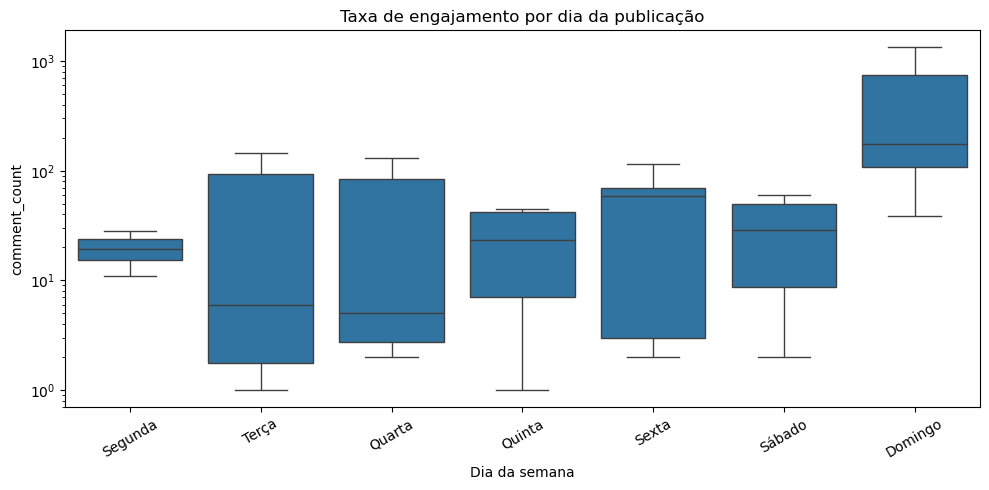 Taxa de engajamento por dia da publicação
comment_count
10³
10²
10¹
10⁰
Segunda
Terça
Quarta
Quinta
Sexta
Sábado
Domingo
Dia da semana